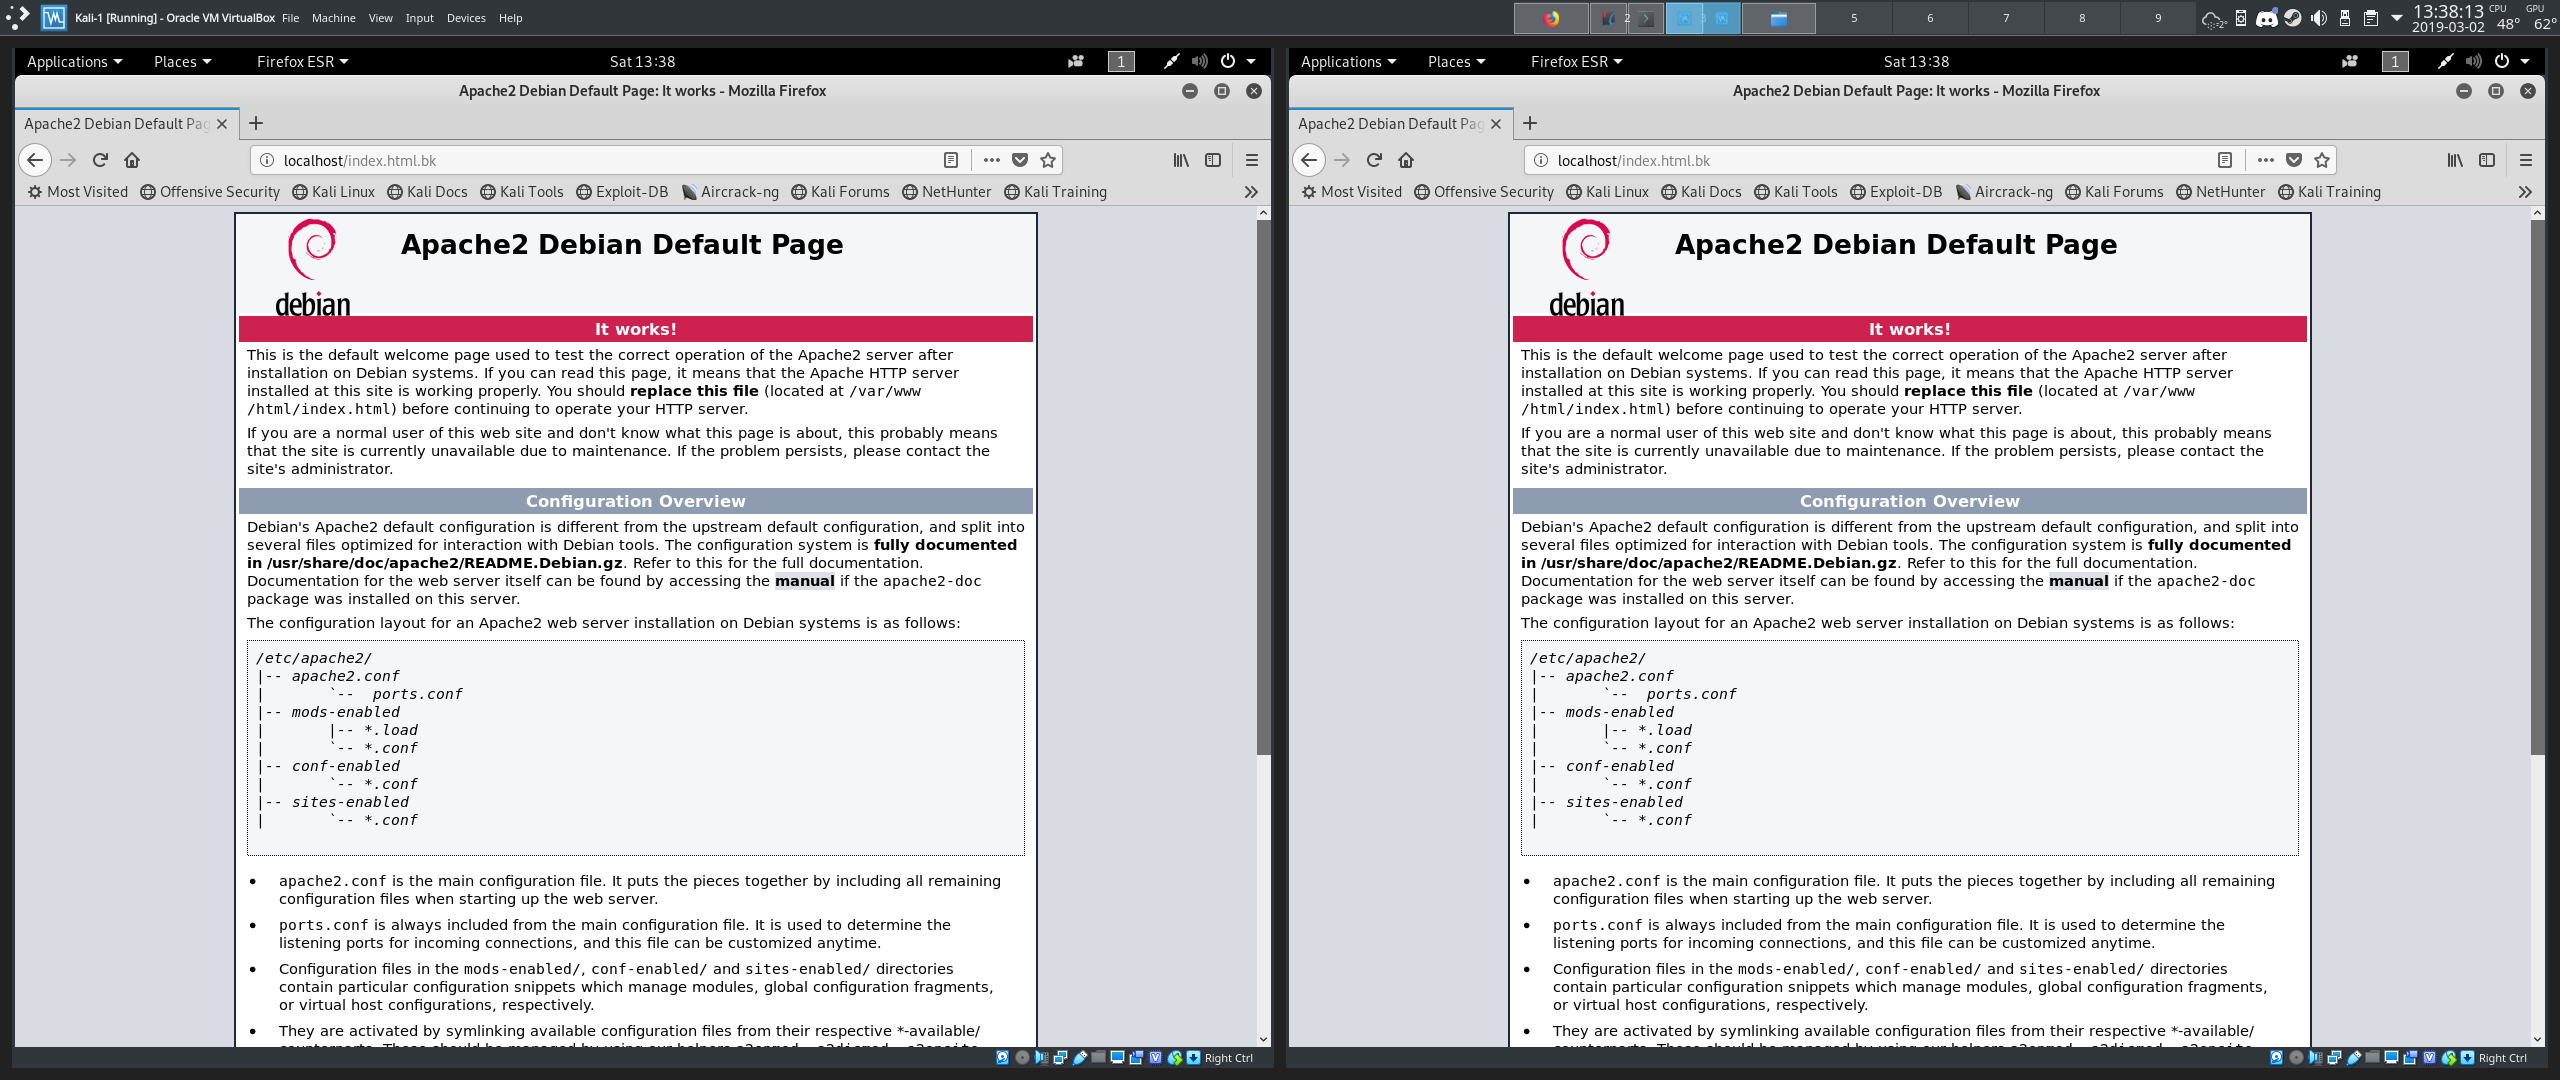 Kali-1 [Running] - Oracle VM VirtualBox File Machine View Input Devices Help
2 3 5 6 7 8 9 -2° 13:38:13 2019-03-02 CPU 48° GPU 62°
Applications Places Firefox ESR Sat 13:38 1
Apache2 Debian Default Page: It works - Mozilla Firefox
Apache2 Debian Default Pag
localhost/index.html.bk
Most Visited Offensive Security Kali Linux Kali Docs Kali Tools Exploit-DB Aircrack-ng Kali Forums NetHunter Kali Training
Apache2 Debian Default Page
debian
It works!
This is the default welcome page used to test the correct operation of the Apache2 server after
installation on Debian systems. If you can read this page, it means that the Apache HTTP server
installed at this site is working properly. You should replace this file (located at /var/www
/html/index.html) before continuing to operate your HTTP server.
If you are a normal user of this web site and don't know what this page is about, this probably means
that the site is currently unavailable due to maintenance. If the problem persists, please contact the
site's administrator.
Configuration Overview
Debian's Apache2 default configuration is different from the upstream default configuration, and split into
several files optimized for interaction with Debian tools. The configuration system is fully documented
in /usr/share/doc/apache2/README.Debian.gz. Refer to this for the full documentation.
Documentation for the web server itself can be found by accessing the manual if the apache2-doc
package was installed on this server.
The configuration layout for an Apache2 web server installation on Debian systems is as follows:
/etc/apache2/
|-- apache2.conf
|       `--  ports.conf
|-- mods-enabled
|       |-- *.load
|       `-- *.conf
|-- conf-enabled
|       `-- *.conf
|-- sites-enabled
|       `-- *.conf
• apache2.conf is the main configuration file. It puts the pieces together by including all remaining
configuration files when starting up the web server.
• ports.conf is always included from the main configuration file. It is used to determine the
listening ports for incoming connections, and this file can be customized anytime.
• Configuration files in the mods-enabled/, conf-enabled/ and sites-enabled/ directories
contain particular configuration snippets which manage modules, global configuration fragments,
or virtual host configurations, respectively.
• They are activated by symlinking available configuration files from their respective *-available/
Right Ctrl
Applications Places Firefox ESR Sat 13:38 1
Apache2 Debian Default Page: It works - Mozilla Firefox
Apache2 Debian Default Pag
localhost/index.html.bk
Most Visited Offensive Security Kali Linux Kali Docs Kali Tools Exploit-DB Aircrack-ng Kali Forums NetHunter Kali Training
Apache2 Debian Default Page
debian
It works!
This is the default welcome page used to test the correct operation of the Apache2 server after
installation on Debian systems. If you can read this page, it means that the Apache HTTP server
installed at this site is working properly. You should replace this file (located at /var/www
/html/index.html) before continuing to operate your HTTP server.
If you are a normal user of this web site and don't know what this page is about, this probably means
that the site is currently unavailable due to maintenance. If the problem persists, please contact the
site's administrator.
Configuration Overview
Debian's Apache2 default configuration is different from the upstream default configuration, and split into
several files optimized for interaction with Debian tools. The configuration system is fully documented
in /usr/share/doc/apache2/README.Debian.gz. Refer to this for the full documentation.
Documentation for the web server itself can be found by accessing the manual if the apache2-doc
package was installed on this server.
The configuration layout for an Apache2 web server installation on Debian systems is as follows:
/etc/apache2/
|-- apache2.conf
|       `--  ports.conf
|-- mods-enabled
|       |-- *.load
|       `-- *.conf
|-- conf-enabled
|       `-- *.conf
|-- sites-enabled
|       `-- *.conf
• apache2.conf is the main configuration file. It puts the pieces together by including all remaining
configuration files when starting up the web server.
• ports.conf is always included from the main configuration file. It is used to determine the
listening ports for incoming connections, and this file can be customized anytime.
• Configuration files in the mods-enabled/, conf-enabled/ and sites-enabled/ directories
contain particular configuration snippets which manage modules, global configuration fragments,
or virtual host configurations, respectively.
• They are activated by symlinking available configuration files from their respective *-available/
Right Ctrl